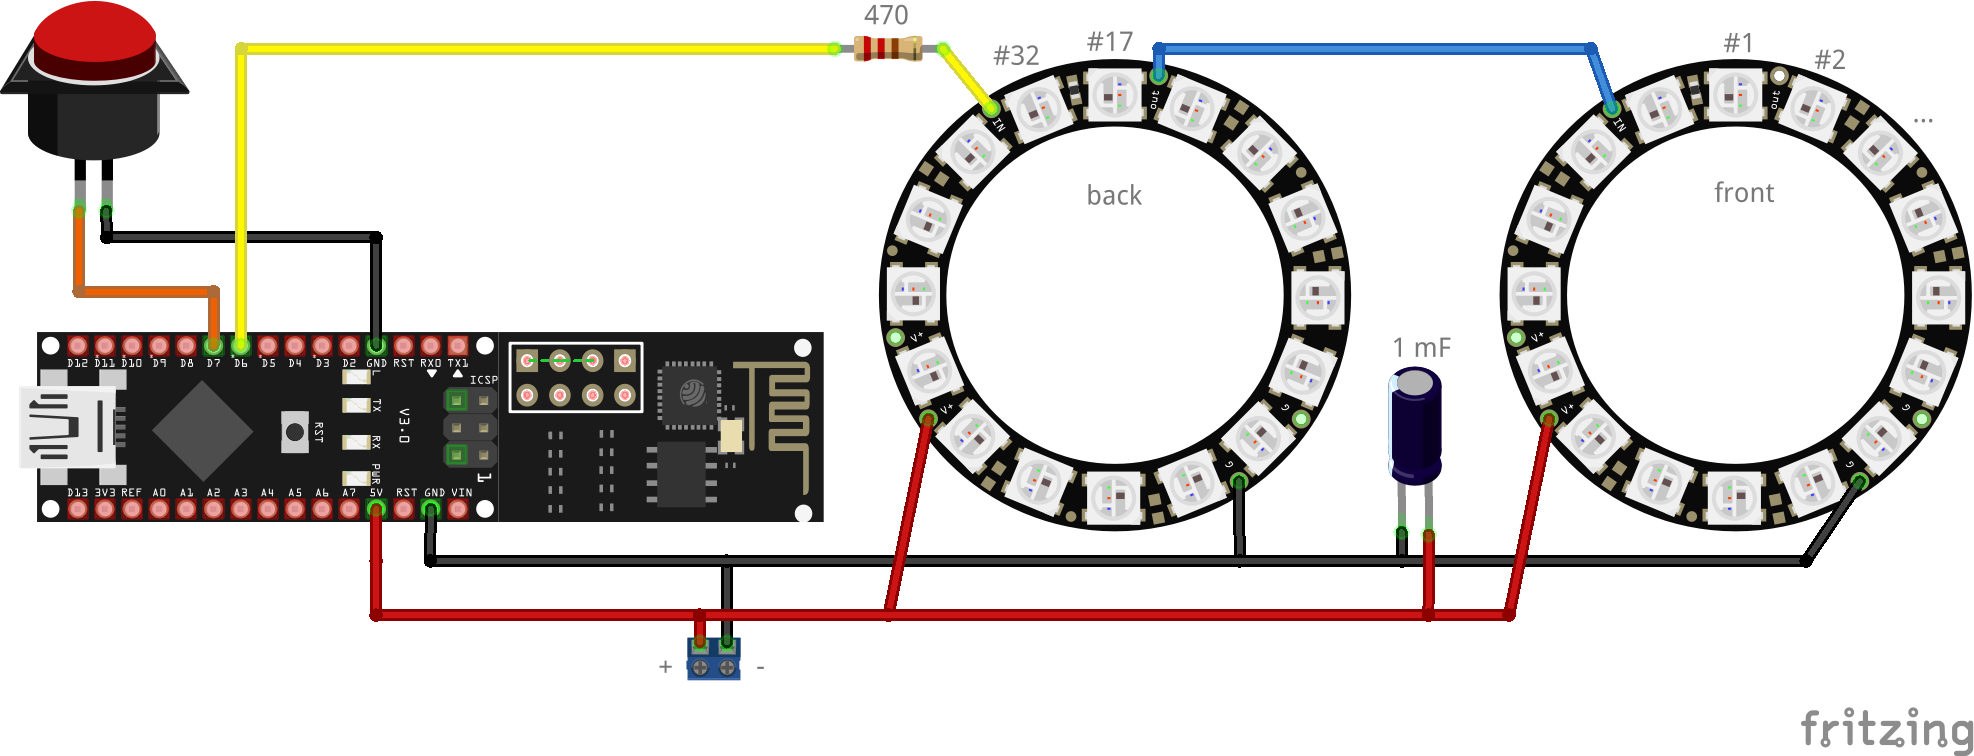 470
#32
#17
#1
#2
...
out
out
IN
IN
back
front
V+
V+
V+
V+
G
G
G
G
1 mF
D12 D11 D10 D9 D8 D7 D6 D5 D4 D3 D2 GND RST RX0 TX1
L
ICSP
TX
RST
V3.0
RX
PWR
1
D13 3V3 REF A0 A1 A2 A3 A4 A5 A6 A7 5V RST GND VIN
+ -
fritzing